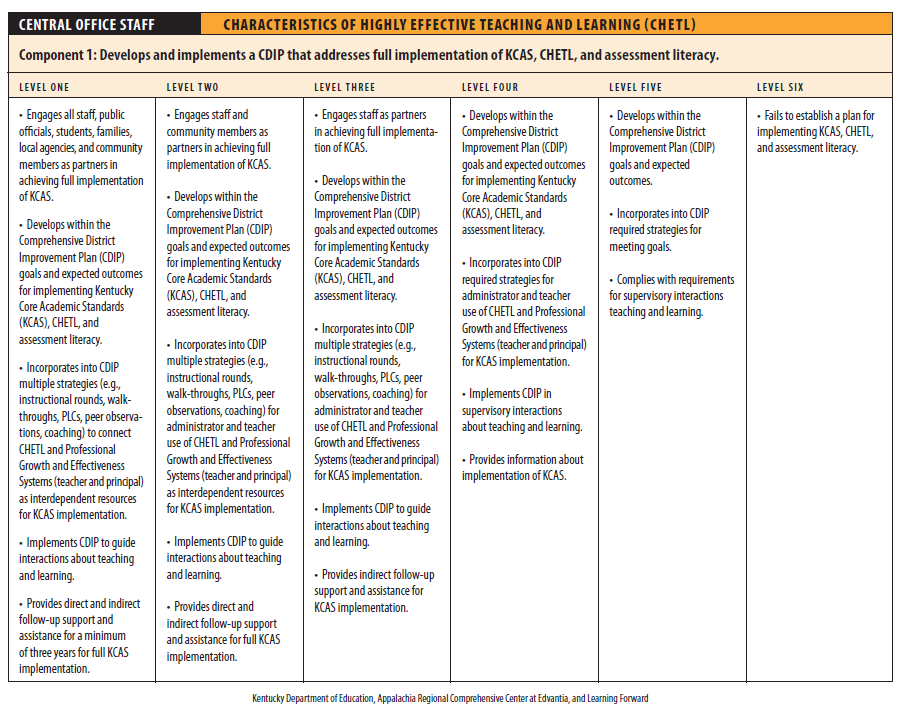 CENTRAL OFFICE STAFF
CHARACTERISTICS OF HIGHLY EFFECTIVE TEACHING AND LEARNING (CHETL)
Component 1: Develops and implements a CDIP that addresses full implementation of KCAS, CHETL, and assessment literacy.
LEVEL ONE
• Engages all staff, public
officials, students, families,
local agencies, and community
members as partners in
achieving full implementation
of KCAS.
• Develops within the
Comprehensive District
Improvement Plan (CDIP)
goals and expected outcomes
for implementing Kentucky
Core Academic Standards
(KCAS), CHETL, and
assessment literacy.
• Incorporates into CDIP
multiple strategies (e.g.,
instructional rounds, walk-
throughs, PLCs, peer observa-
tions, coaching) to connect
CHETL and Professional
Growth and Effectiveness
Systems (teacher and principal)
as interdependent resources
for KCAS implementation.
• Implements CDIP to guide
interactions about teaching
and learning.
• Provides direct and indirect
follow-up support and
assistance for a minimum
of three years for full KCAS
implementation.
LEVEL TWO
• Engages staff and
community members as
partners in achieving full
implementation of KCAS.
• Develops within the
Comprehensive District
Improvement Plan (CDIP)
goals and expected outcomes
for implementing Kentucky
Core Academic Standards
(KCAS), CHETL, and
assessment literacy.
• Incorporates into CDIP
multiple strategies (e.g.,
instructional rounds,
walk-throughs, PLCs, peer
observations, coaching) for
administrator and teacher
use of CHETL and Professional
Growth and Effectiveness
Systems (teacher and principal)
as interdependent resources
for KCAS implementation.
• Implements CDIP to guide
interactions about teaching
and learning.
• Provides direct and
indirect follow-up support
and assistance for full KCAS
implementation.
LEVEL THREE
• Engages staff as partners
in achieving full implementa-
tion of KCAS.
• Develops within the
Comprehensive District
Improvement Plan (CDIP)
goals and expected outcomes
for implementing Kentucky
Core Academic Standards
(KCAS), CHETL, and
assessment literacy.
• Incorporates into CDIP
multiple strategies (e.g.,
instructional rounds,
walk-throughs, PLCs, peer
observations, coaching) for
administrator and teacher
use of CHETL and Professional
Growth and Effectiveness
Systems (teacher and principal)
for KCAS implementation.
• Implements CDIP to guide
interactions about teaching
and learning.
• Provides indirect follow-up
support and assistance for
KCAS implementation.
LEVEL FOUR
• Develops within the
Comprehensive District
Improvement Plan (CDIP)
goals and expected outcomes
for implementing Kentucky
Core Academic Standards
(KCAS), CHETL, and
assessment literacy.
• Incorporates into CDIP
required strategies for
administrator and teacher
use of CHETL and Professional
Growth and Effectiveness
Systems (teacher and principal)
for KCAS implementation.
• Implements CDIP in
supervisory interactions
about teaching and learning.
• Provides information about
implementation of KCAS.
LEVEL FIVE
• Develops within the
Comprehensive District
Improvement Plan (CDIP)
goals and expected
outcomes.
• Incorporates into CDIP
required strategies for
meeting goals.
• Complies with requirements
for supervisory interactions
teaching and learning.
LEVEL SIX
• Fails to establish a plan for
implementing KCAS, CHETL,
and assessment literacy.
Kentucky Department of Education, Appalachia Regional Comprehensive Center at Edvantia, and Learning Forward